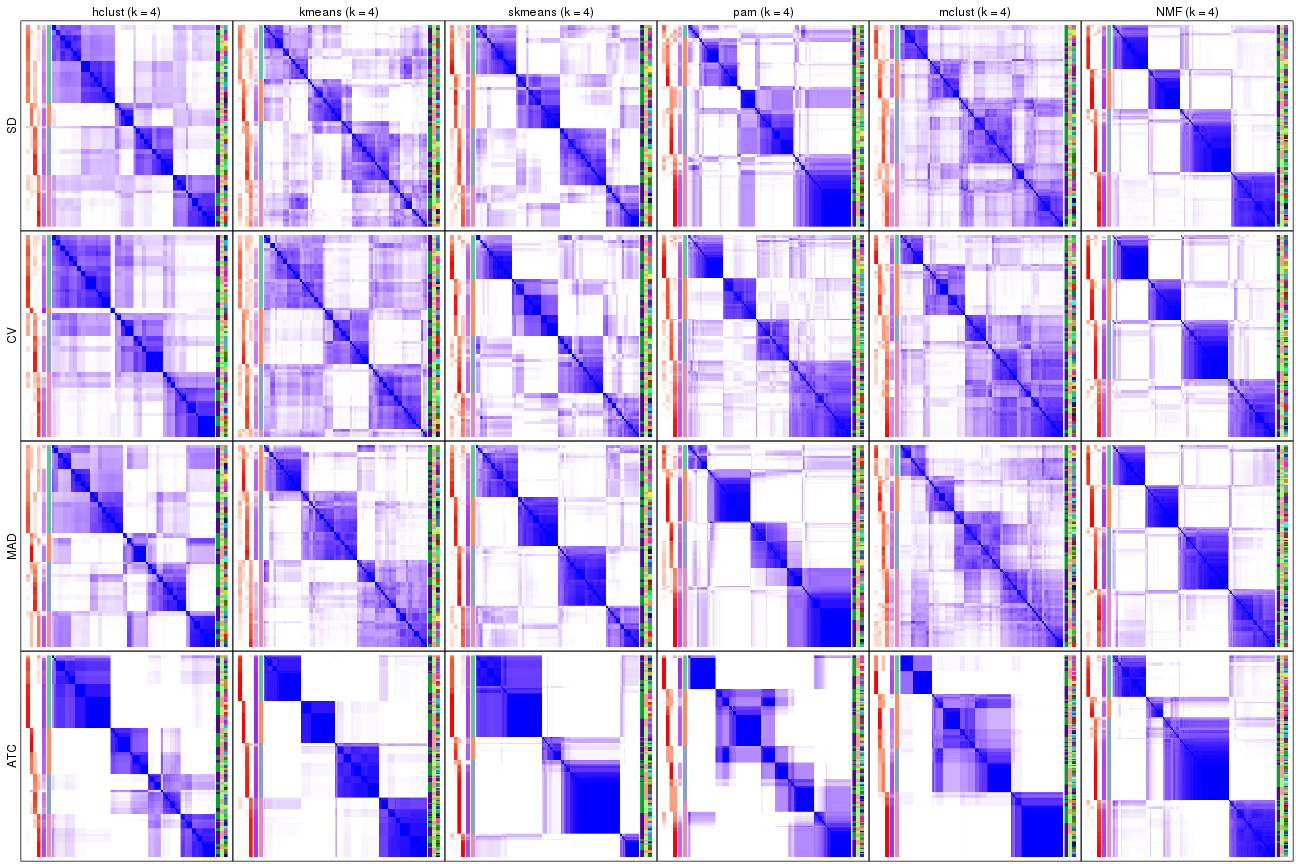 hclust (k = 4)
kmeans (k = 4)
skmeans (k = 4)
pam (k = 4)
mclust (k = 4)
NMF (k = 4)
SD
CV
MAD
ATC